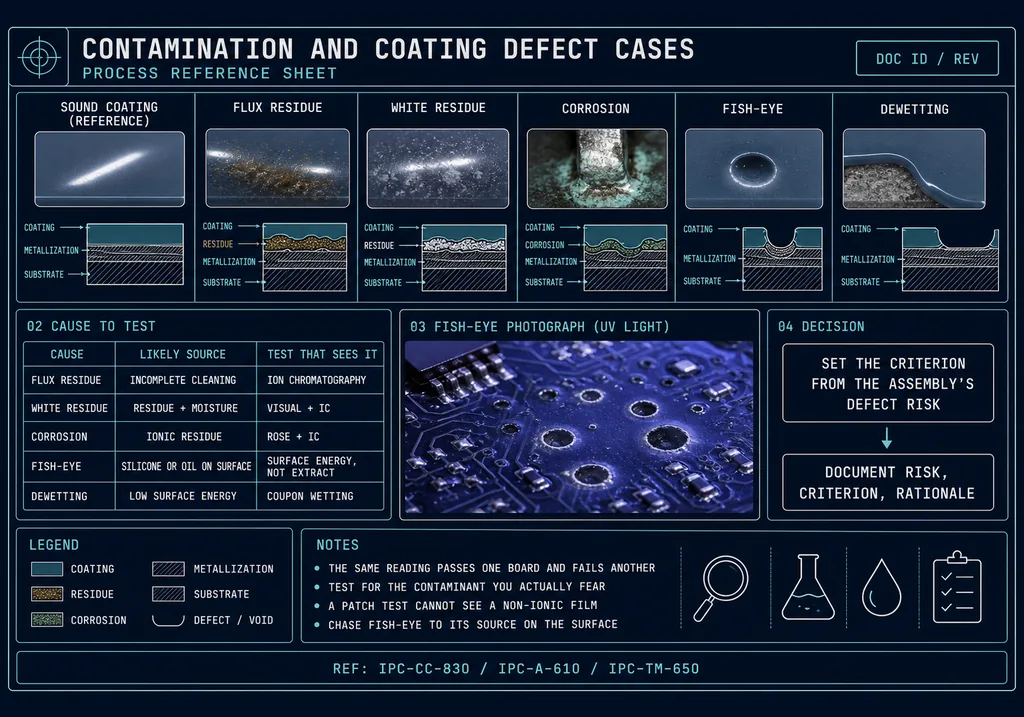 CONTAMINATION AND COATING DEFECT CASES
PROCESS REFERENCE SHEET
DOC ID / REV
SOUND COATING
(REFERENCE)
COATING
METALLIZATION
SUBSTRATE
FLUX RESIDUE
COATING
RESIDUE
METALLIZATION
SUBSTRATE
WHITE RESIDUE
COATING
RESIDUE
METALLIZATION
SUBSTRATE
CORROSION
COATING
CORROSION
METALLIZATION
SUBSTRATE
FISH-EYE
COATING
METALLIZATION
SUBSTRATE
DEWETTING
COATING
METALLIZATION
SUBSTRATE
02 CAUSE TO TEST
CAUSE LIKELY SOURCE TEST THAT SEES IT
FLUX RESIDUE INCOMPLETE CLEANING ION CHROMATOGRAPHY
WHITE RESIDUE RESIDUE + MOISTURE VISUAL + IC
CORROSION IONIC RESIDUE ROSE + IC
FISH-EYE SILICONE OR OIL ON SURFACE SURFACE ENERGY,
NOT EXTRACT
DEWETTING LOW SURFACE ENERGY COUPON WETTING
03 FISH-EYE PHOTOGRAPH (UV LIGHT)
04 DECISION
SET THE CRITERION
FROM THE ASSEMBLY'S
DEFECT RISK
DOCUMENT RISK,
CRITERION, RATIONALE
LEGEND
COATING
METALLIZATION
RESIDUE
SUBSTRATE
CORROSION
DEFECT / VOID
NOTES
• THE SAME READING PASSES ONE BOARD AND FAILS ANOTHER
• TEST FOR THE CONTAMINANT YOU ACTUALLY FEAR
• A PATCH TEST CANNOT SEE A NON-IONIC FILM
• CHASE FISH-EYE TO ITS SOURCE ON THE SURFACE
REF: IPC-CC-830 / IPC-A-610 / IPC-TM-650